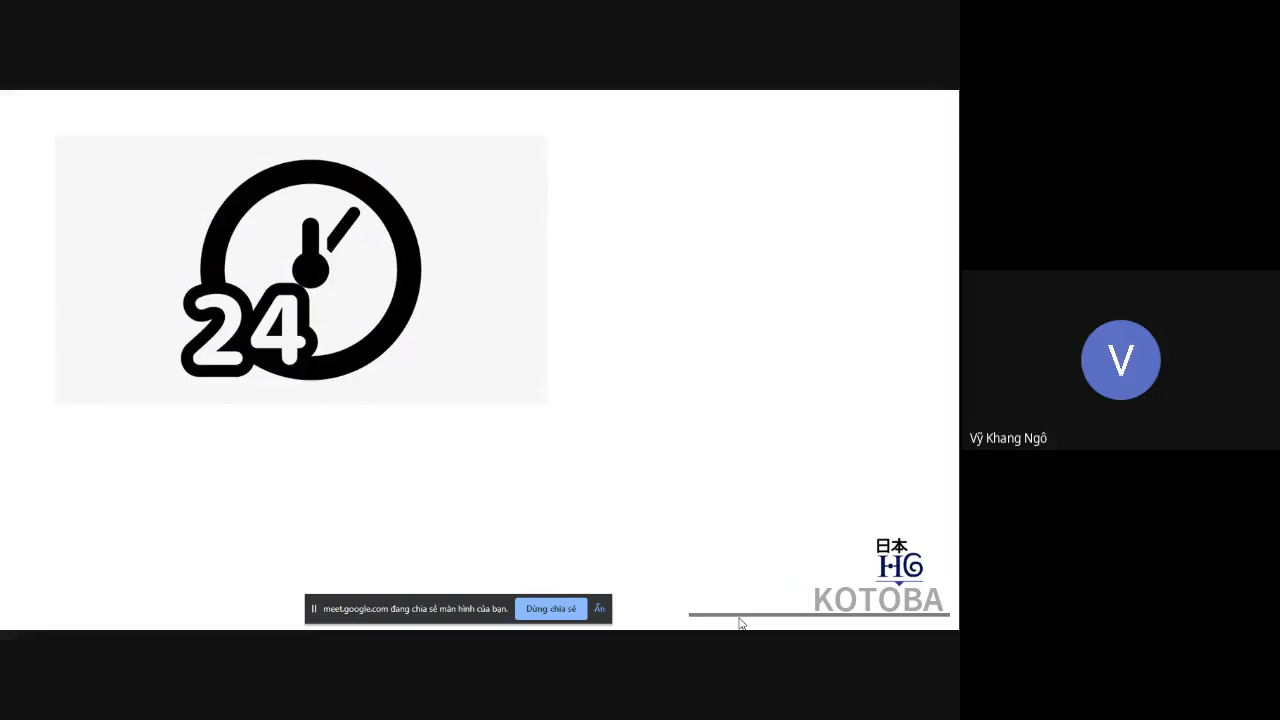 24
日本
HG
KOTOBA
meet.google.com đang chia sẻ màn hình của bạn.
Dừng chia sẻ
Ẩn
V
Vỹ Khang Ngô